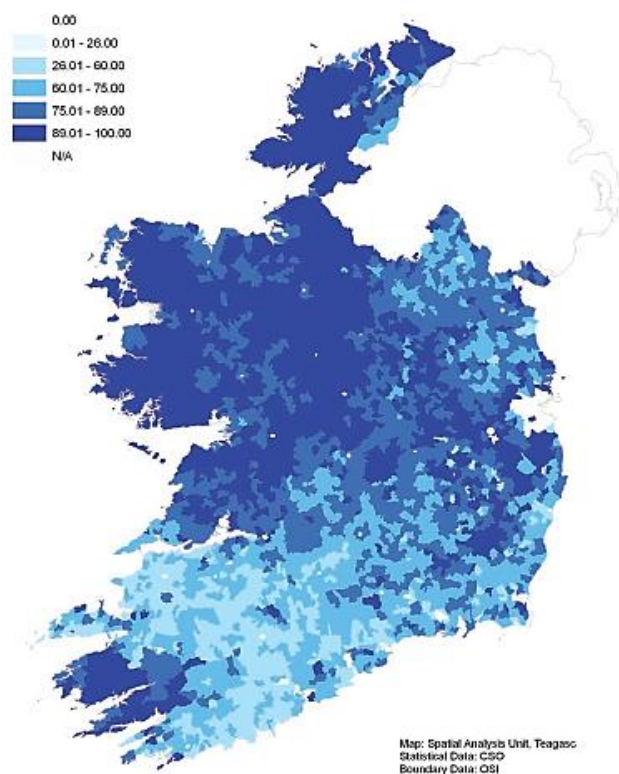 0.00
0.01 - 26.00
26.01 - 60.00
60.01 - 75.00
75.01 - 89.00
89.01 - 100.00
N/A
Map: Spatial Analysis Unit, Teagasc
Statistical Data: CSO
Boundary Data: OSI